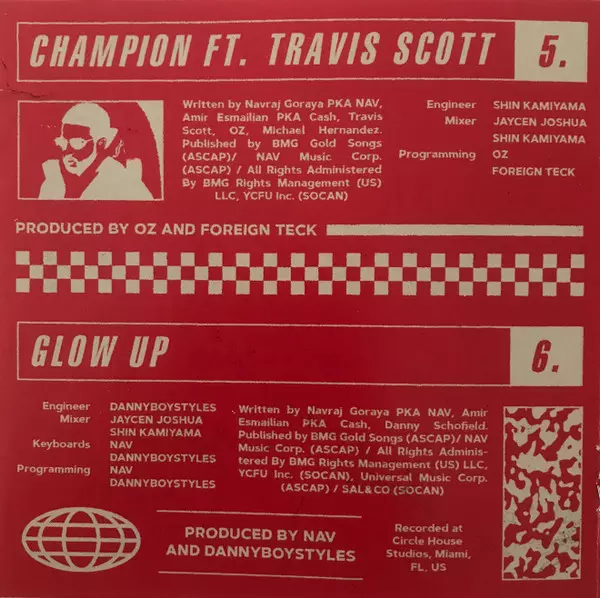 CHAMPION FT. TRAVIS SCOTT 5.
Written by Navraj Goraya PKA NAV,
Amir Esmailian PKA Cash, Travis
Scott, OZ, Michael Hernandez.
Published by BMG Gold Songs
(ASCAP)/ NAV Music Corp.
(ASCAP) / All Rights Administered
By BMG Rights Management (US)
LLC, YCFU Inc. (SOCAN)
Engineer SHIN KAMIYAMA
Mixer JAYCEN JOSHUA
SHIN KAMIYAMA
Programming OZ
FOREIGN TECK
PRODUCED BY OZ AND FOREIGN TECK
GLOW UP 6.
Engineer DANNYBOYSTYLES
Mixer JAYCEN JOSHUA
SHIN KAMIYAMA
Keyboards NAV
DANNYBOYSTYLES
Programming NAV
DANNYBOYSTYLES
Written by Navraj Goraya PKA NAV, Amir
Esmailian PKA Cash, Danny Schofield.
Published by BMG Gold Songs (ASCAP)/ NAV
Music Corp. (ASCAP) / All Rights Adminis-
tered By BMG Rights Management (US) LLC,
YCFU Inc. (SOCAN), Universal Music Corp.
(ASCAP) / SAL&CO (SOCAN)
PRODUCED BY NAV
AND DANNYBOYSTYLES
Recorded at
Circle House
Studios, Miami,
FL, US